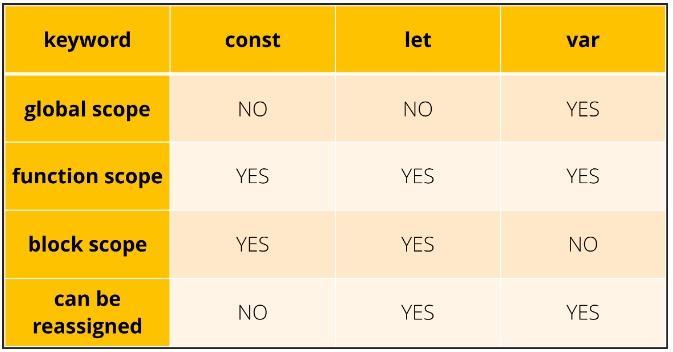 keyword const let var
global scope NO NO YES
function scope YES YES YES
block scope YES YES NO
can be
reassigned NO YES YES